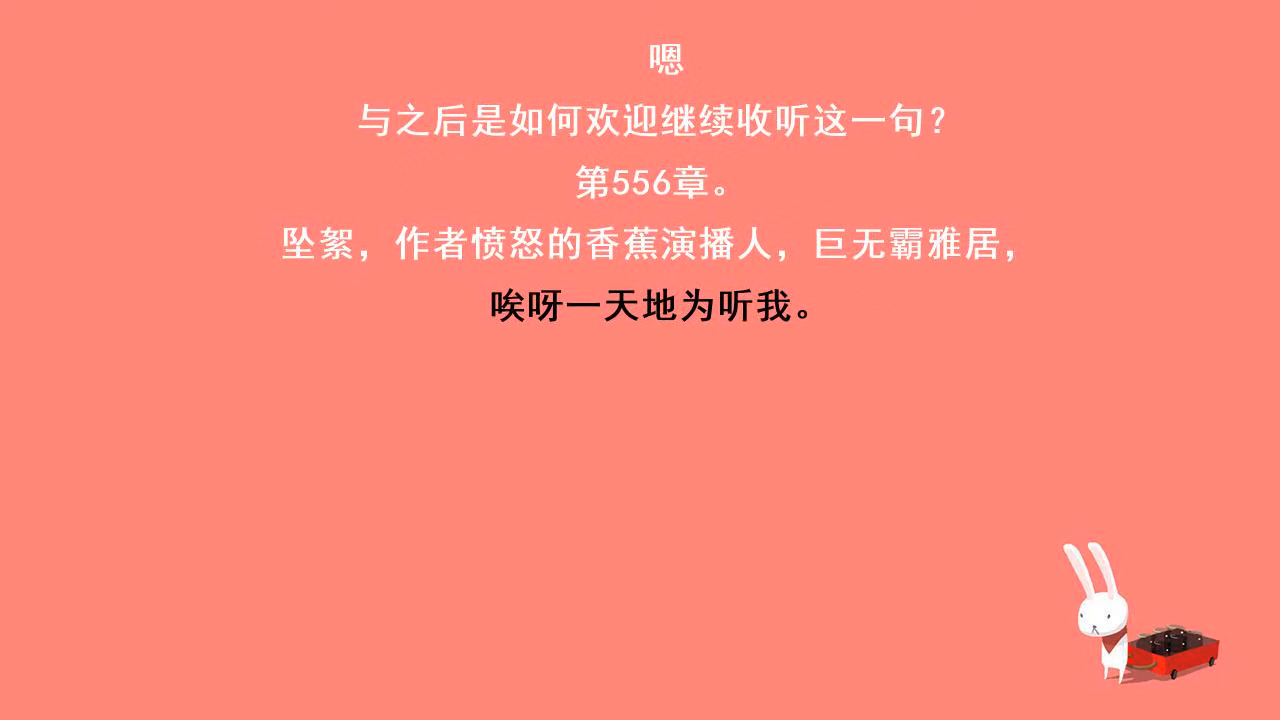 嗯
与之后是如何欢迎继续收听这一句？
第556章。
坠絮，作者愤怒的香蕉演播人，巨无霸雅居，
唉呀一天地为听我。